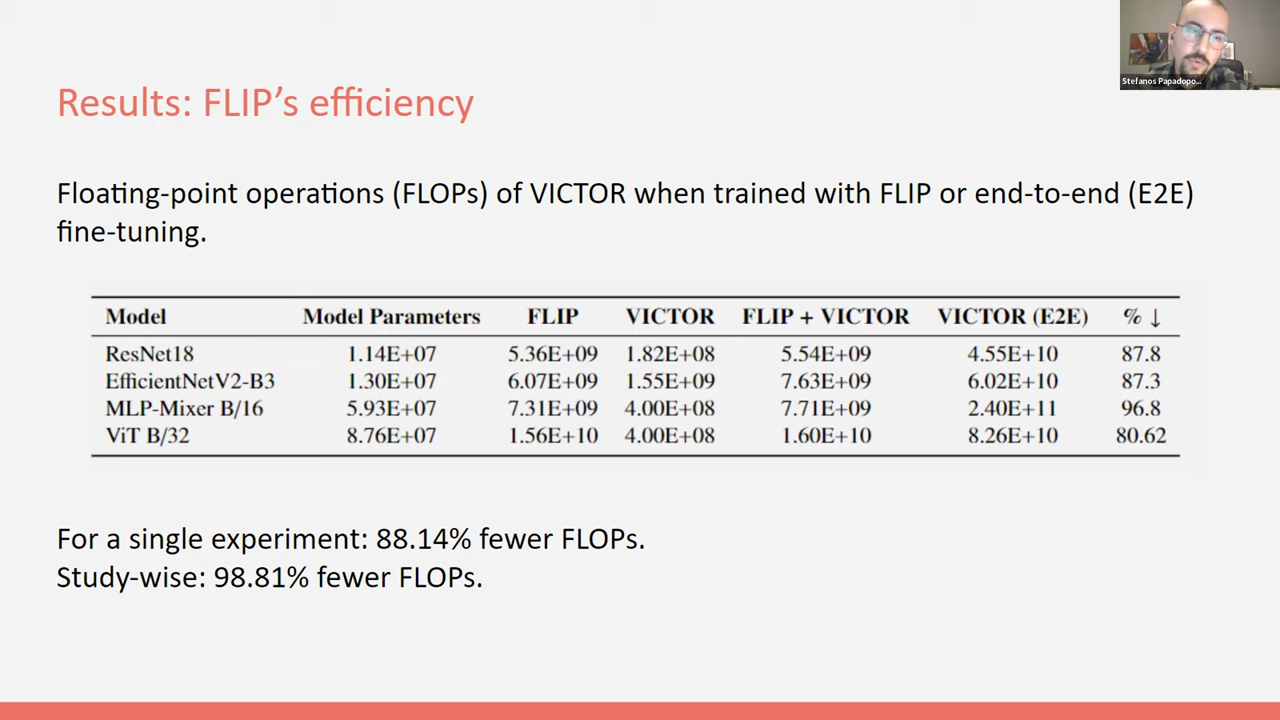 Stefanos Papadopo...
Results: FLIP's efficiency
Floating-point operations (FLOPs) of VICTOR when trained with FLIP or end-to-end (E2E)
fine-tuning.
Model Model Parameters FLIP VICTOR FLIP + VICTOR VICTOR (E2E) % ↓
ResNet18 1.14E+07 5.36E+09 1.82E+08 5.54E+09 4.55E+10 87.8
EfficientNetV2-B3 1.30E+07 6.07E+09 1.55E+09 7.63E+09 6.02E+10 87.3
MLP-Mixer B/16 5.93E+07 7.31E+09 4.00E+08 7.71E+09 2.40E+11 96.8
ViT B/32 8.76E+07 1.56E+10 4.00E+08 1.60E+10 8.26E+10 80.62
For a single experiment: 88.14% fewer FLOPs.
Study-wise: 98.81% fewer FLOPs.